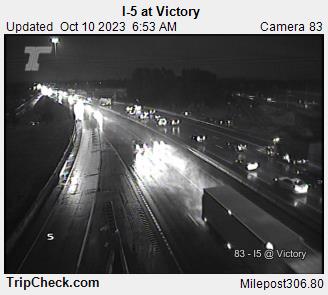 I-5 at Victory
Updated Oct 10 2023 6:53 AM Camera 83
T
S
83 - I5 @ Victory
TripCheck.com Milepost306.80